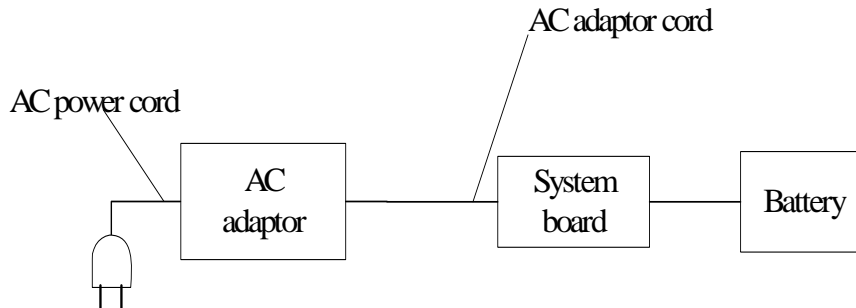 AC adaptor cord
AC power cord
AC
adaptor
System
board
Battery